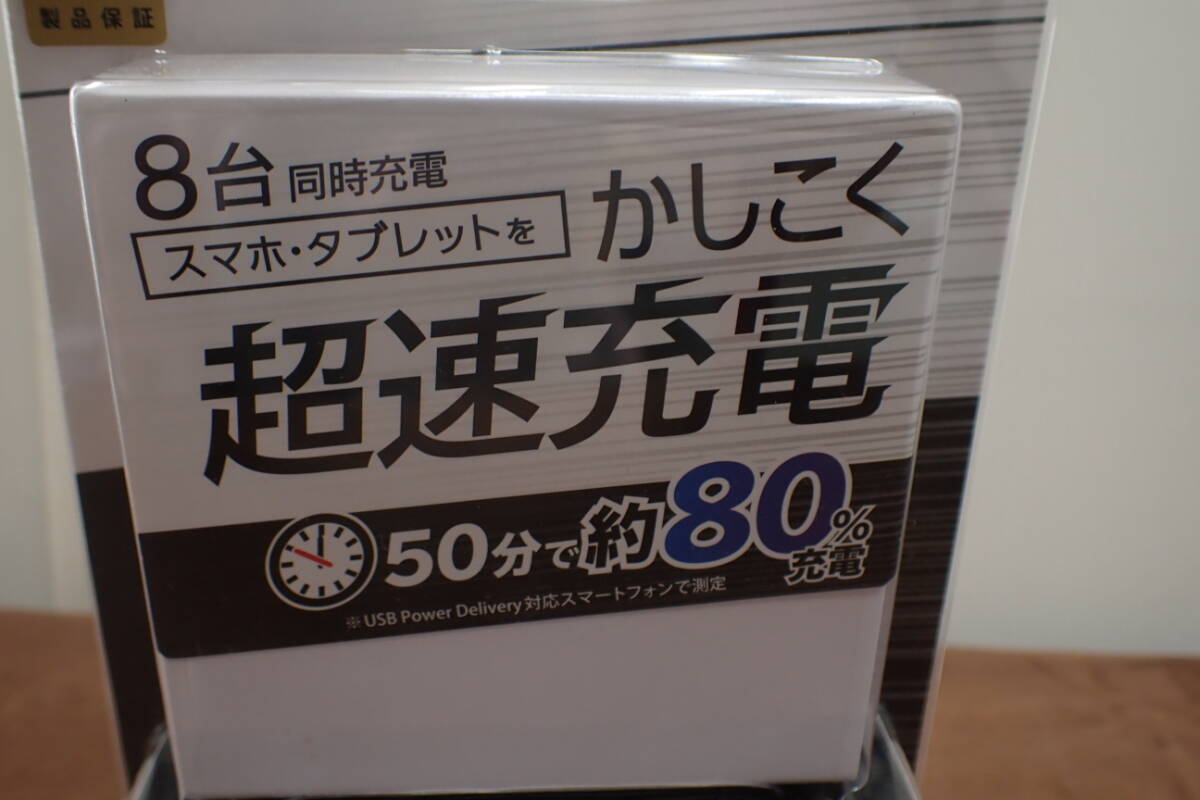 製品保証
8台同時充電
スマホ・タブレットを かしこく
超速充電
50分で約80%充電
※USB Power Delivery対応スマートフォンで測定